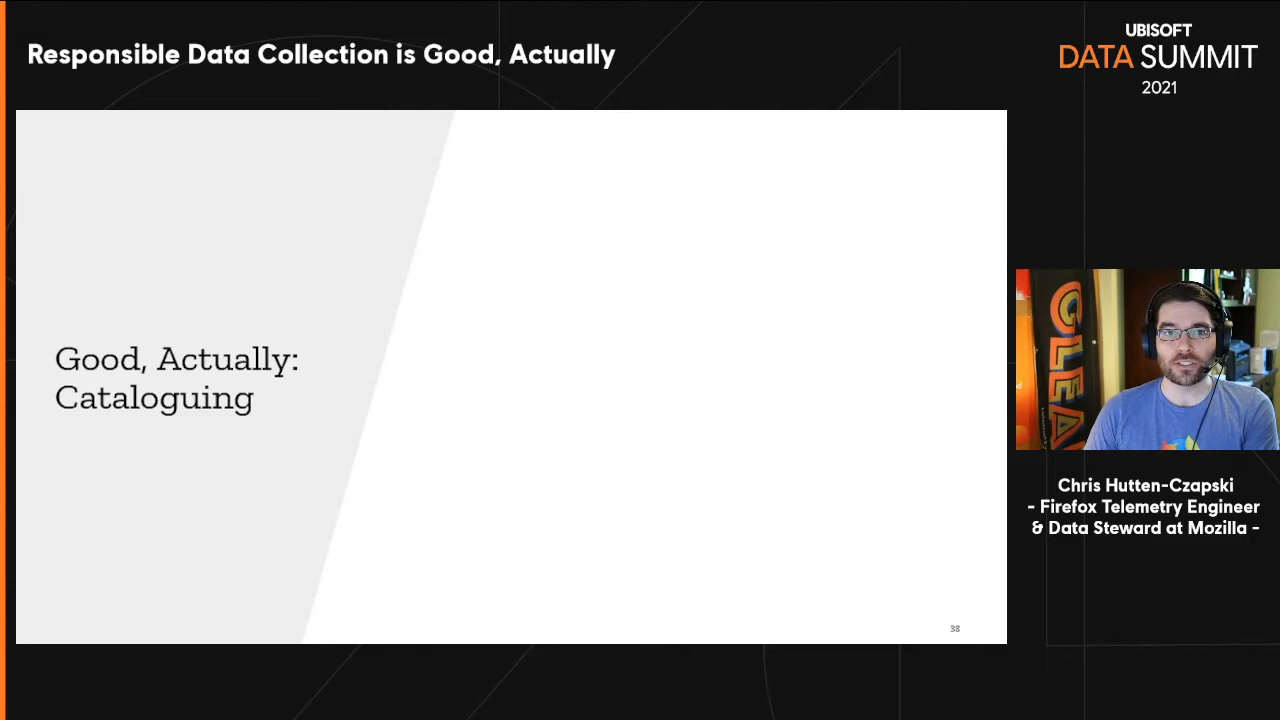 Responsible Data Collection is Good, Actually
UBISOFT
DATA SUMMIT
2021
Good, Actually:
Cataloguing
38
GLEA
Chris Hutten-Czapski
- Firefox Telemetry Engineer
& Data Steward at Mozilla -